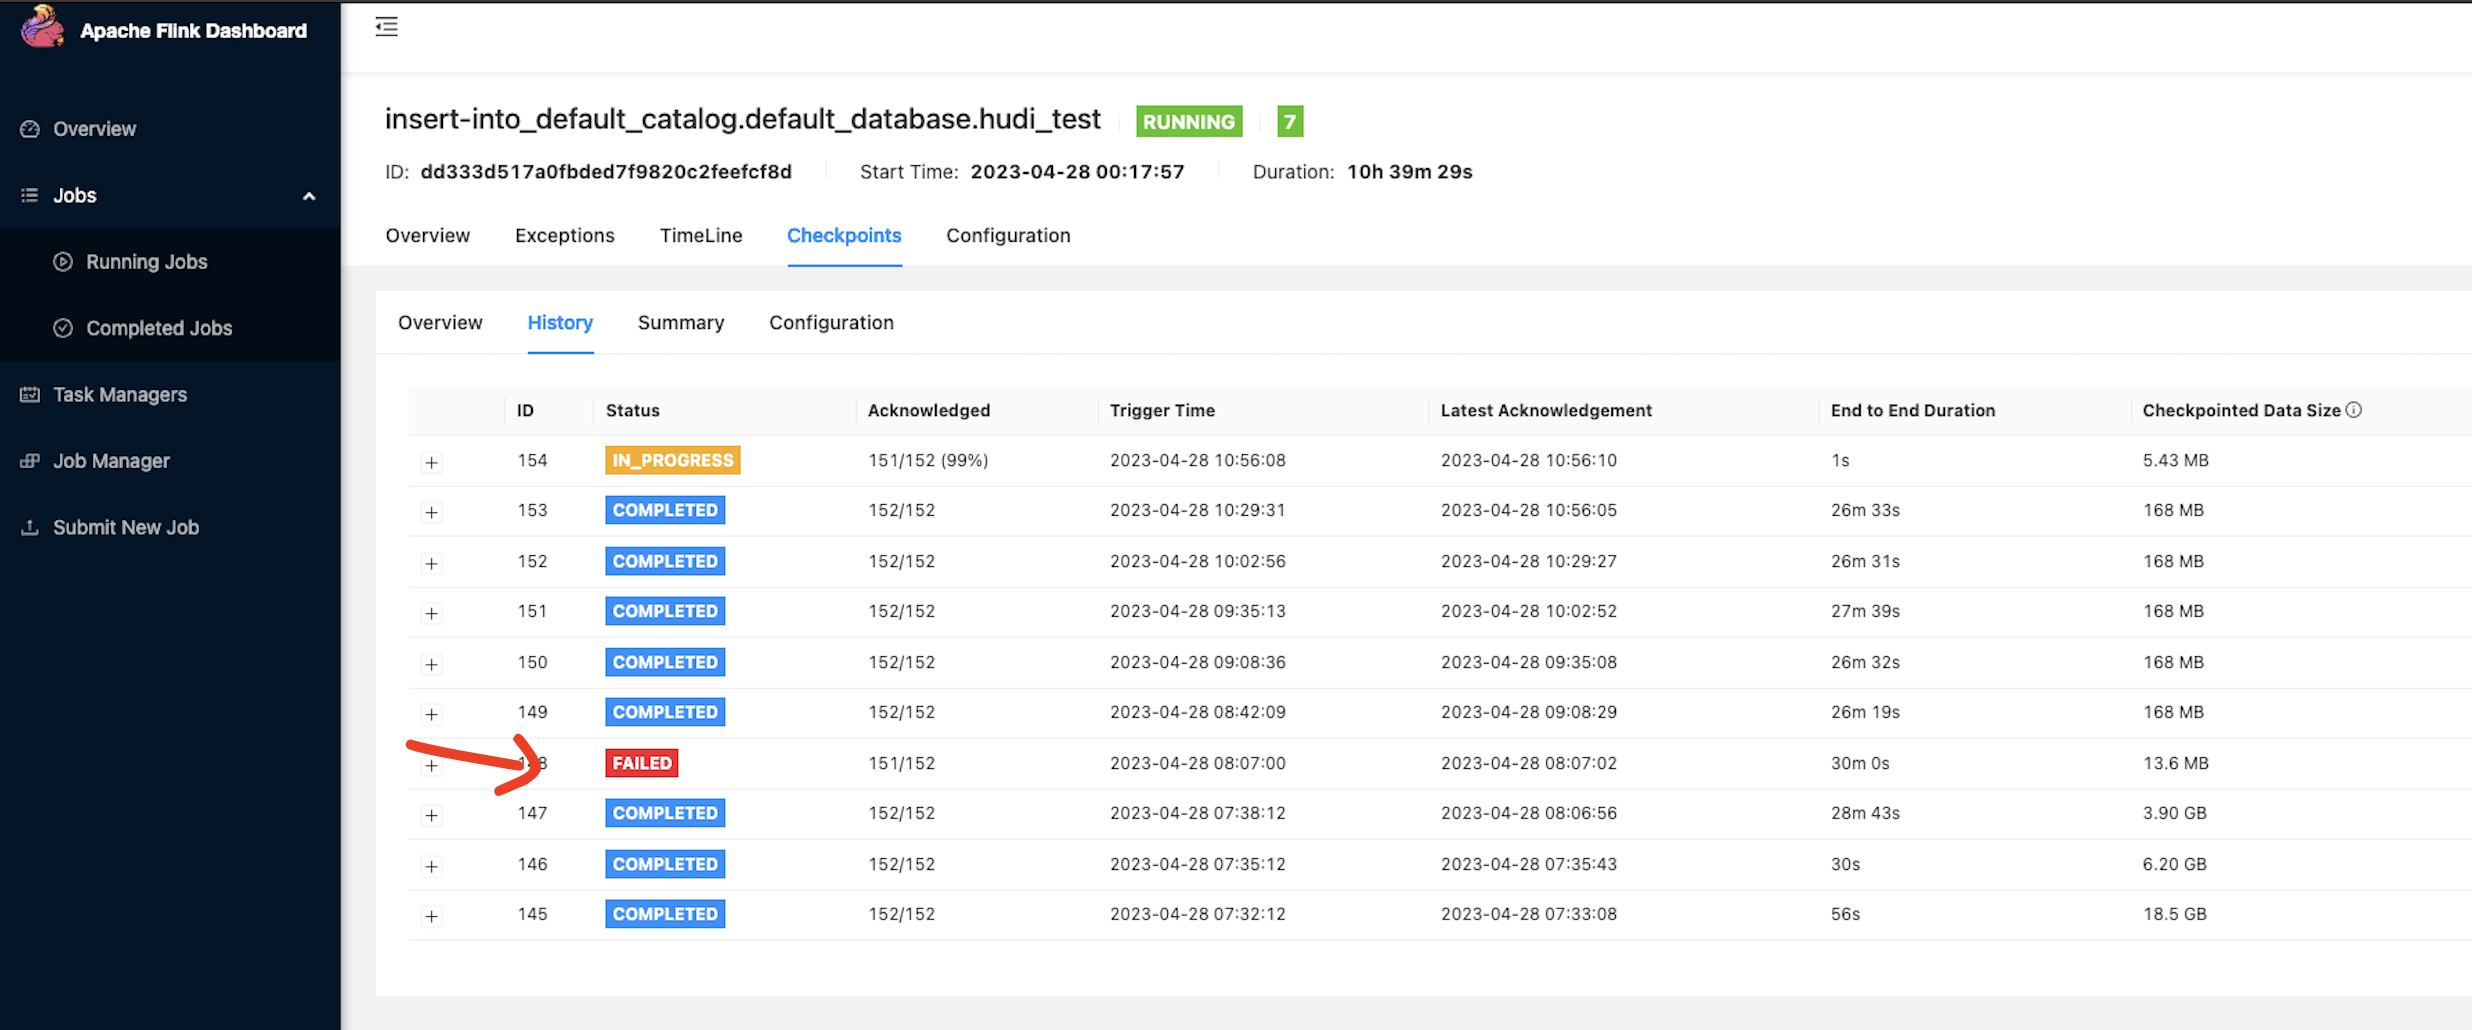 Apache Flink Dashboard
Overview
Jobs
Running Jobs
Completed Jobs
Task Managers
Job Manager
Submit New Job
insert-into_default_catalog.default_database.hudi_test RUNNING 7
ID: dd333d517a0fbded7f9820c2feefcf8d Start Time: 2023-04-28 00:17:57 Duration: 10h 39m 29s
Overview Exceptions TimeLine Checkpoints Configuration
Overview History Summary Configuration
ID Status Acknowledged Trigger Time Latest Acknowledgement End to End Duration Checkpointed Data Size
154 IN_PROGRESS 151/152 (99%) 2023-04-28 10:56:08 2023-04-28 10:56:10 1s 5.43 MB
153 COMPLETED 152/152 2023-04-28 10:29:31 2023-04-28 10:56:05 26m 33s 168 MB
152 COMPLETED 152/152 2023-04-28 10:02:56 2023-04-28 10:29:27 26m 31s 168 MB
151 COMPLETED 152/152 2023-04-28 09:35:13 2023-04-28 10:02:52 27m 39s 168 MB
150 COMPLETED 152/152 2023-04-28 09:08:36 2023-04-28 09:35:08 26m 32s 168 MB
149 COMPLETED 152/152 2023-04-28 08:42:09 2023-04-28 09:08:29 26m 19s 168 MB
148 FAILED 151/152 2023-04-28 08:07:00 2023-04-28 08:07:02 30m 0s 13.6 MB
147 COMPLETED 152/152 2023-04-28 07:38:12 2023-04-28 08:06:56 28m 43s 3.90 GB
146 COMPLETED 152/152 2023-04-28 07:35:12 2023-04-28 07:35:43 30s 6.20 GB
145 COMPLETED 152/152 2023-04-28 07:32:12 2023-04-28 07:33:08 56s 18.5 GB